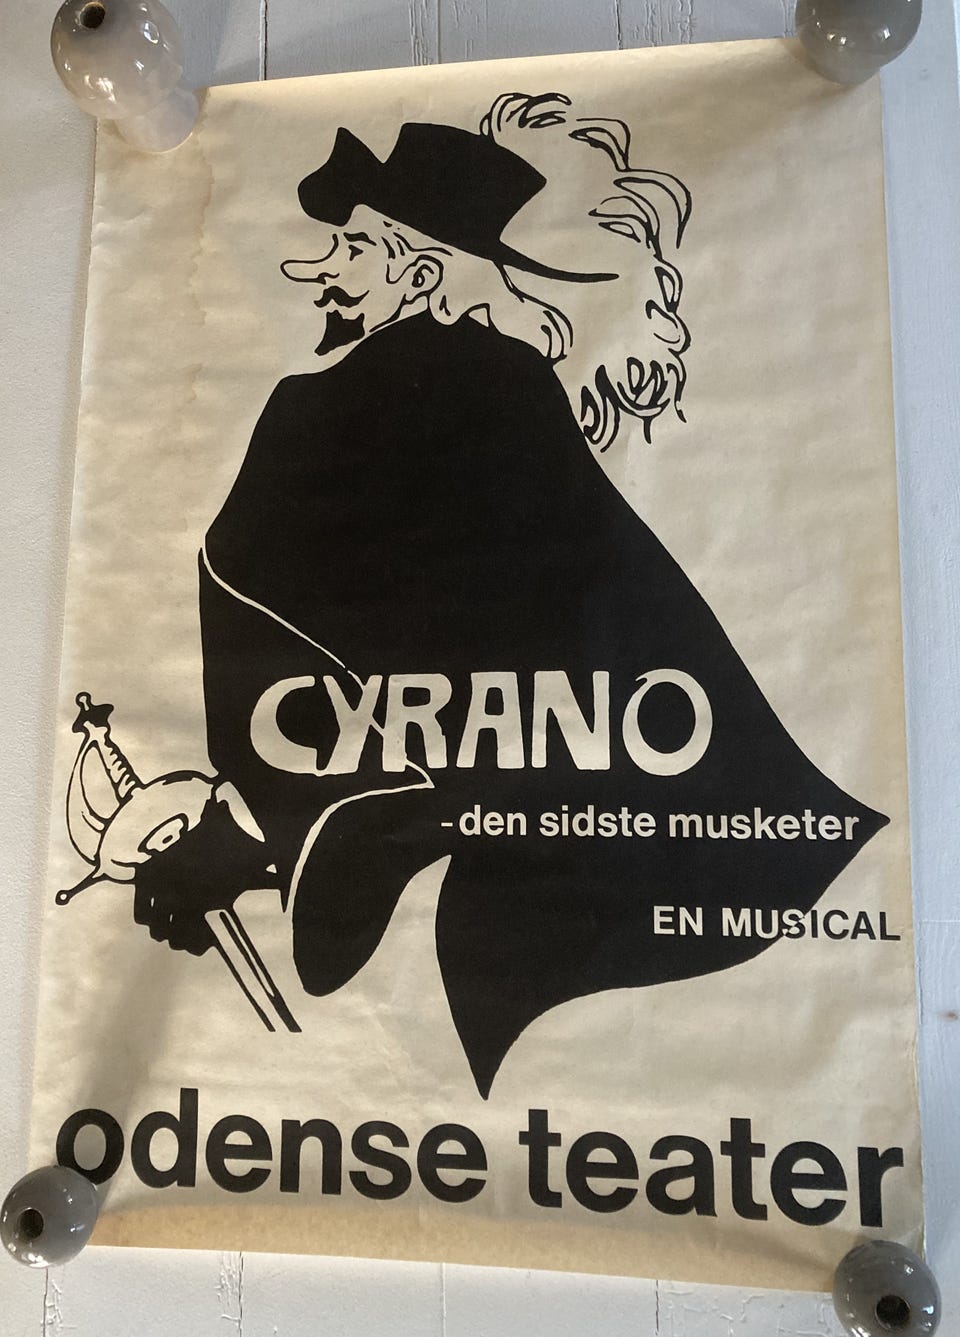 CYRANO
-den sidste musketer
EN MUSICAL
odense teater